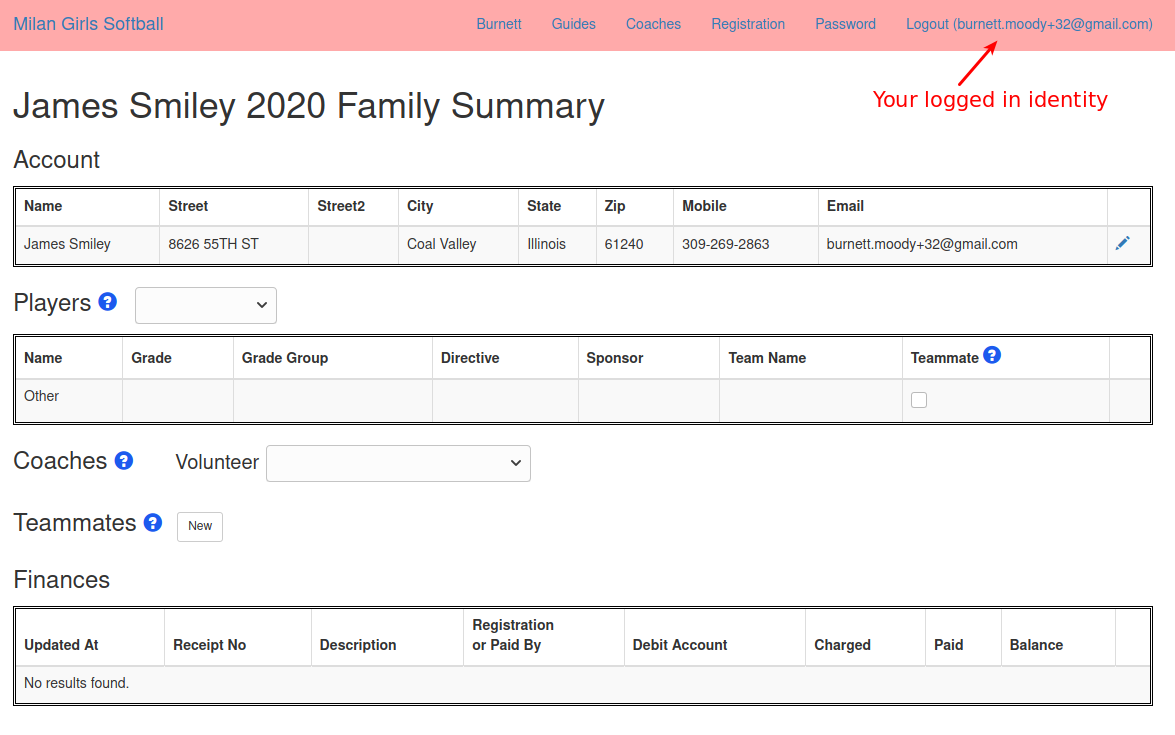 Milan Girls Softball Burnett Guides Coaches Registration Password Logout (burnett.moody+32@gmail.com)
Your logged in identity
James Smiley 2020 Family Summary
Account
Name Street Street2 City State Zip Mobile Email
James Smiley 8626 55TH ST Coal Valley Illinois 61240 309-269-2863 burnett.moody+32@gmail.com
Players ?
Name Grade Grade Group Directive Sponsor Team Name Teammate ?
Other
Coaches ? Volunteer
Teammates ? New
Finances
Updated At Receipt No Description Registration or Paid By Debit Account Charged Paid Balance
No results found.